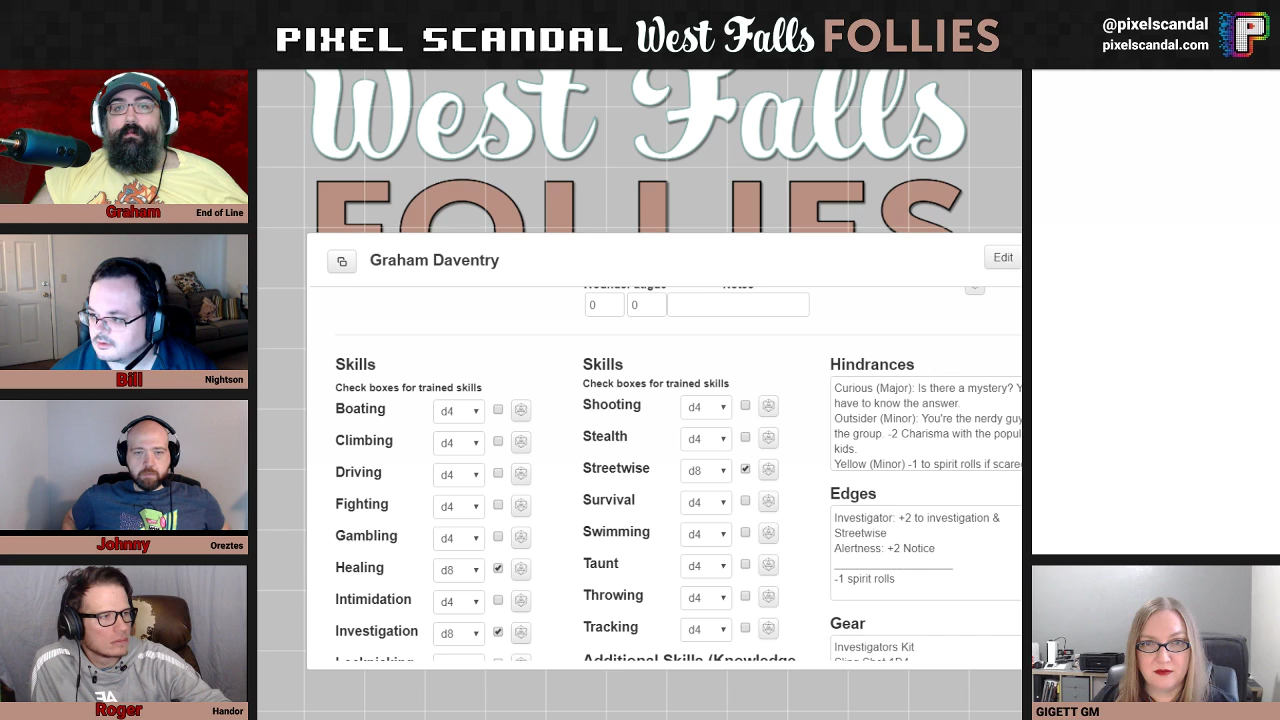 PIXEL SCANDAL West Falls FOLLIES
@pixelscandal
pixelscandal.com
P
West Falls
FOLLIES
Graham
End of Line
Bill
Nightson
Johnny
Oreztes
Roger
Handor
Graham Daventry
Edit
0
0
Skills
Check boxes for trained skills
Boating d4
Climbing d4
Driving d4
Fighting d4
Gambling d4
Healing d8
Intimidation d4
Investigation d8
Skills
Check boxes for trained skills
Shooting d4
Stealth d4
Streetwise d8
Survival d4
Swimming d4
Taunt d4
Throwing d4
Tracking d4
Additional Skills (Knowledge
Hindrances
Curious (Major): Is there a mystery? Y
have to know the answer.
Outsider (Minor): You're the nerdy guy
the group. -2 Charisma with the popul
kids.
Yellow (Minor) -1 to spirit rolls if scare
Edges
Investigator: +2 to investigation &
Streetwise
Alertness: +2 Notice
-1 spirit rolls
Gear
Investigators Kit
GIGETT GM